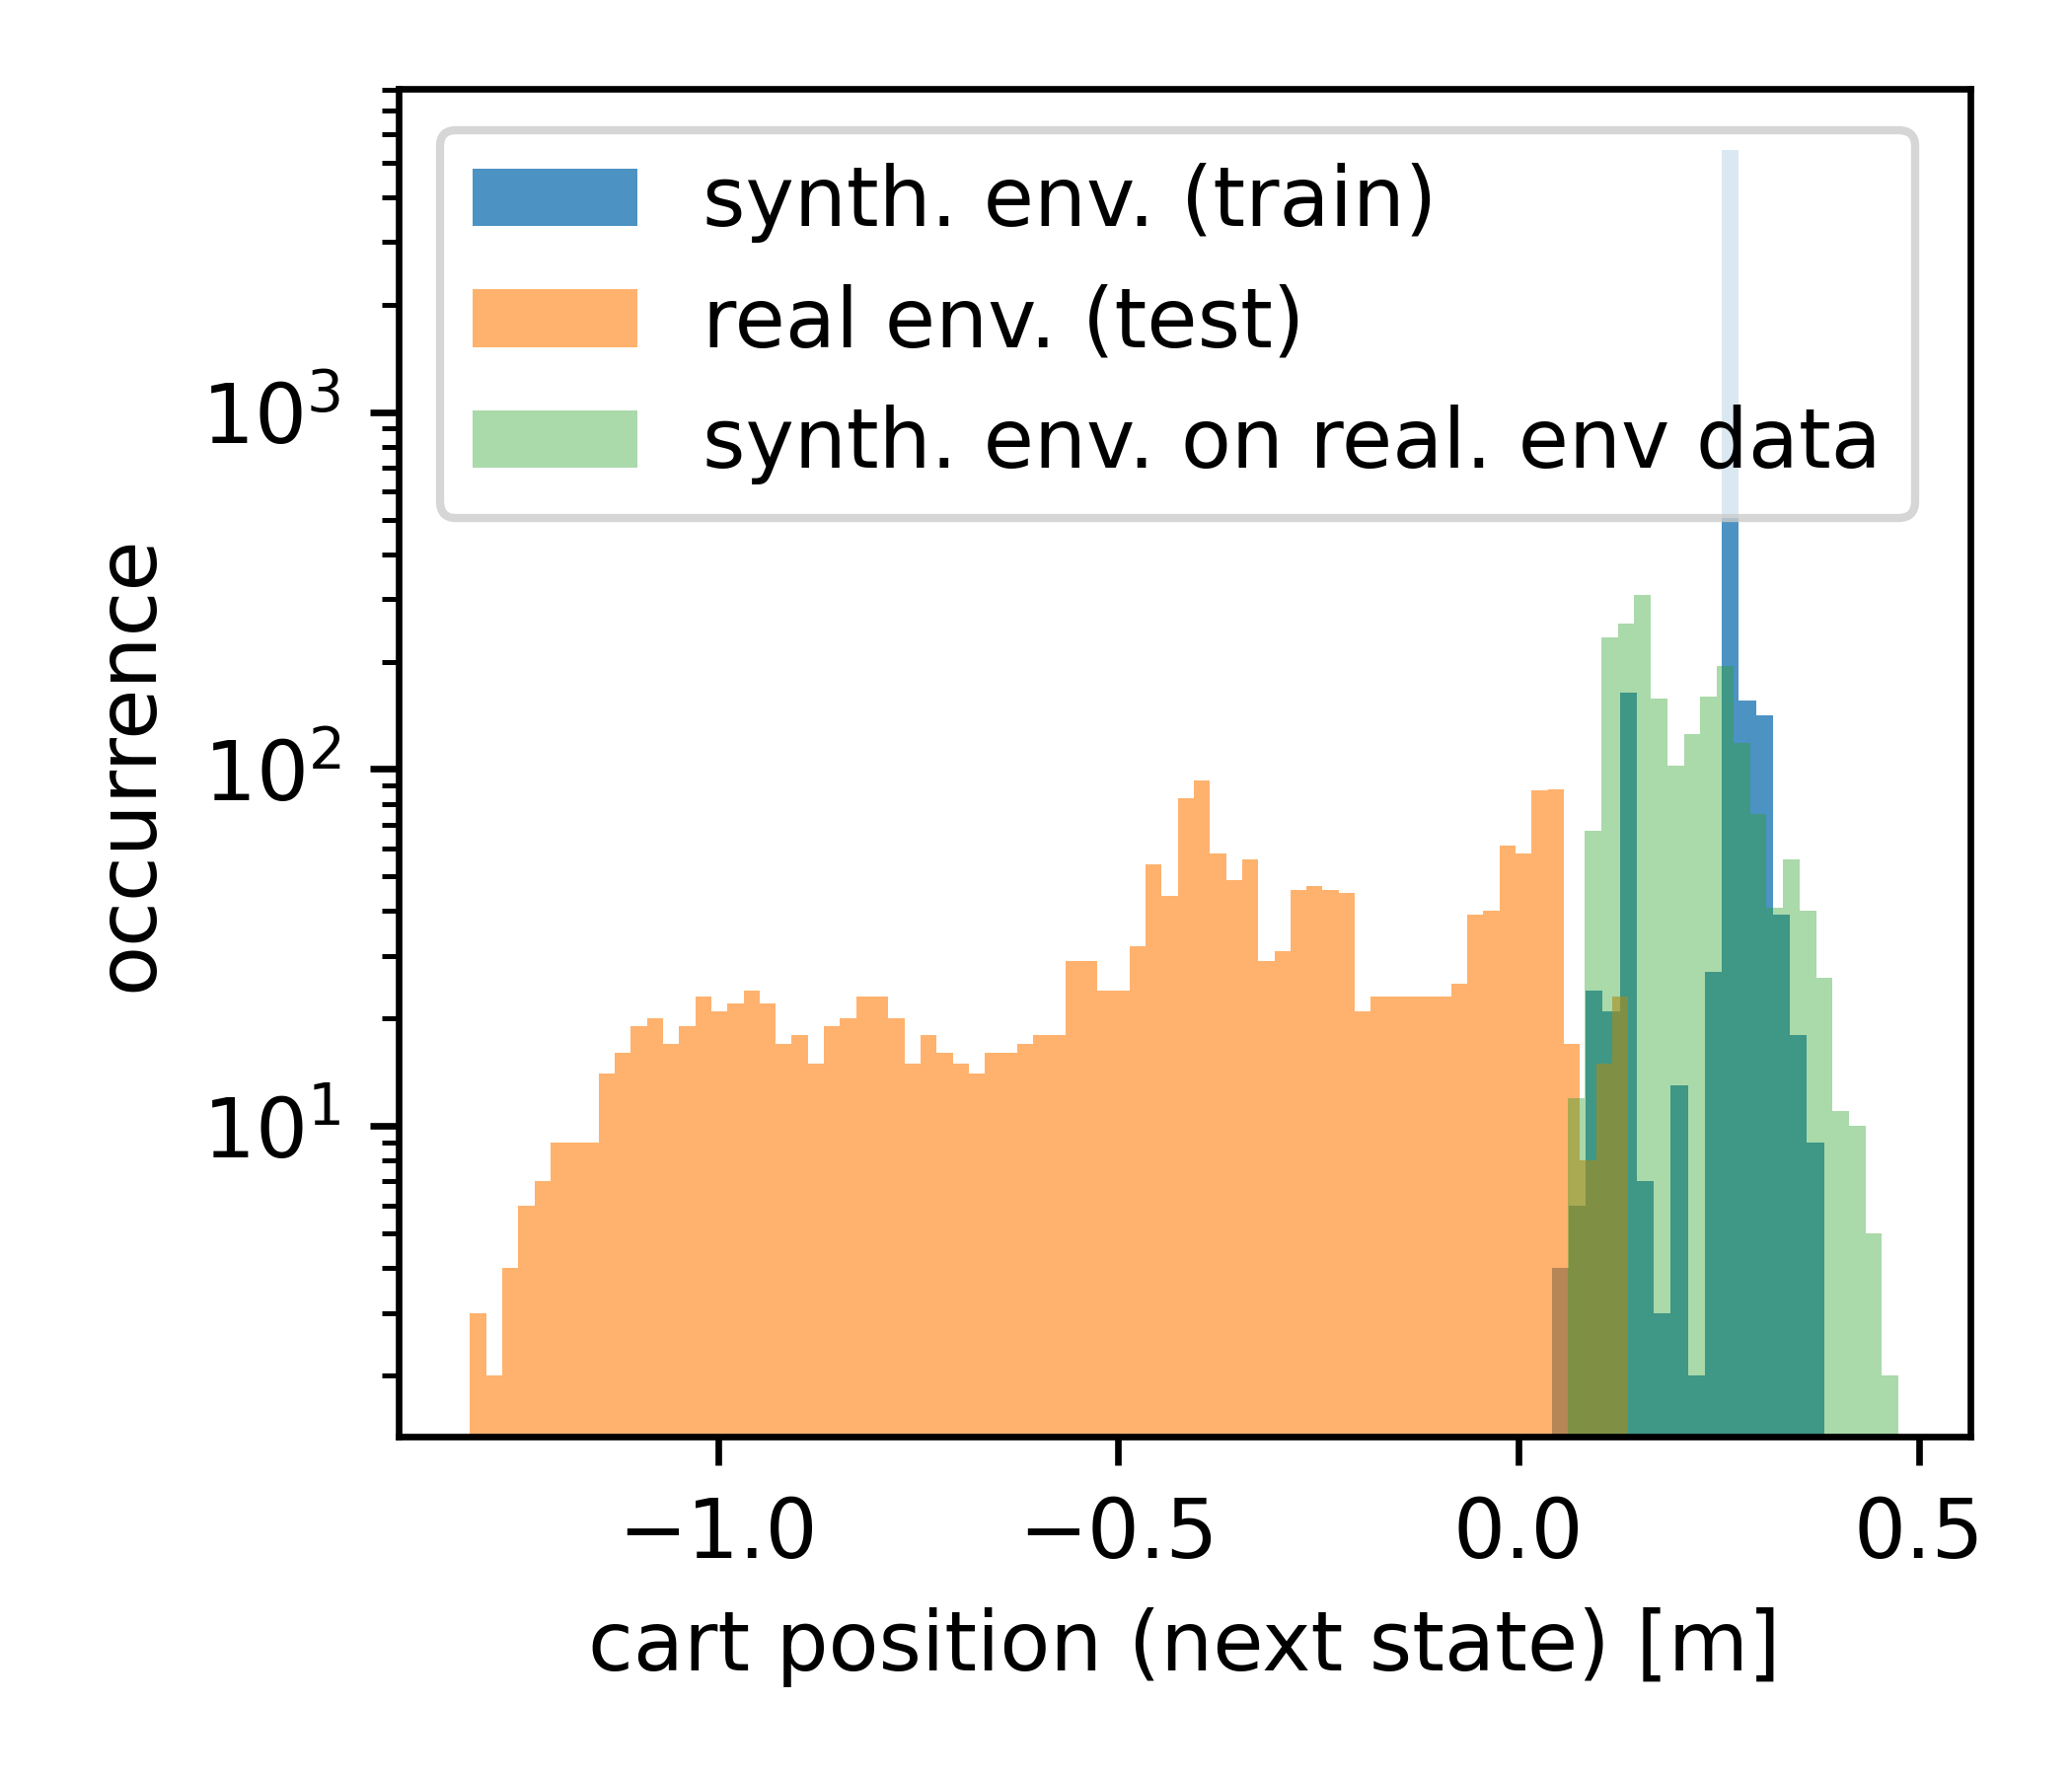 synth. env. (train)
real env. (test)
synth. env. on real. env data
10³
10²
10¹
occurrence
−1.0 −0.5 0.0 0.5
cart position (next state) [m]